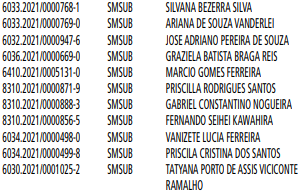 6033.2021/0000768-1 SMSUB SILVANA BEZERRA SILVA
6033.2021/0000769-0 SMSUB ARIANA DE SOUZA VANDERLEI
6032.2021/0000947-6 SMSUB JOSE ADRIANO PEREIRA DE SOUZA
6036.2021/0000669-0 SMSUB GRAZIELA BATISTA BRAGA REIS
6410.2021/0005131-0 SMSUB MARCIO GOMES FERREIRA
8310.2021/0000871-9 SMSUB PRISCILLA RODRIGUES SANTOS
8310.2021/0000888-3 SMSUB GABRIEL CONSTANTINO NOGUEIRA
8310.2021/0000856-5 SMSUB FERNANDO SEIHEI KAWAHIRA
6034.2021/0000498-0 SMSUB VANIZETE LUCIA FERREIRA
6034.2021/0000499-8 SMSUB PRISCILA CRISTINA DOS SANTOS
6030.2021/0001025-2 SMSUB TATYANA PORTO DE ASSIS VICICONTE
RAMALHO